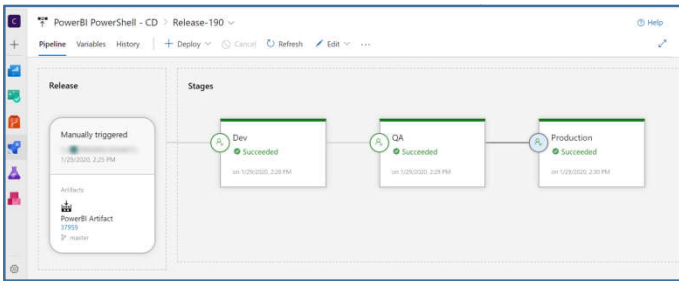 C
PowerBI PowerShell - CD > Release-190
Help
Pipeline Variables History + Deploy Cancel Refresh Edit ...
Release
Stages
Manually triggered
1/29/2020, 2:25 PM
Artifacts
PowerBI Artifact
17959
master
Dev
Succeeded
on 1/29/2020, 2:28 PM
QA
Succeeded
on 1/29/2020, 2:29 PM
Production
Succeeded
on 1/29/2020, 2:30 PM